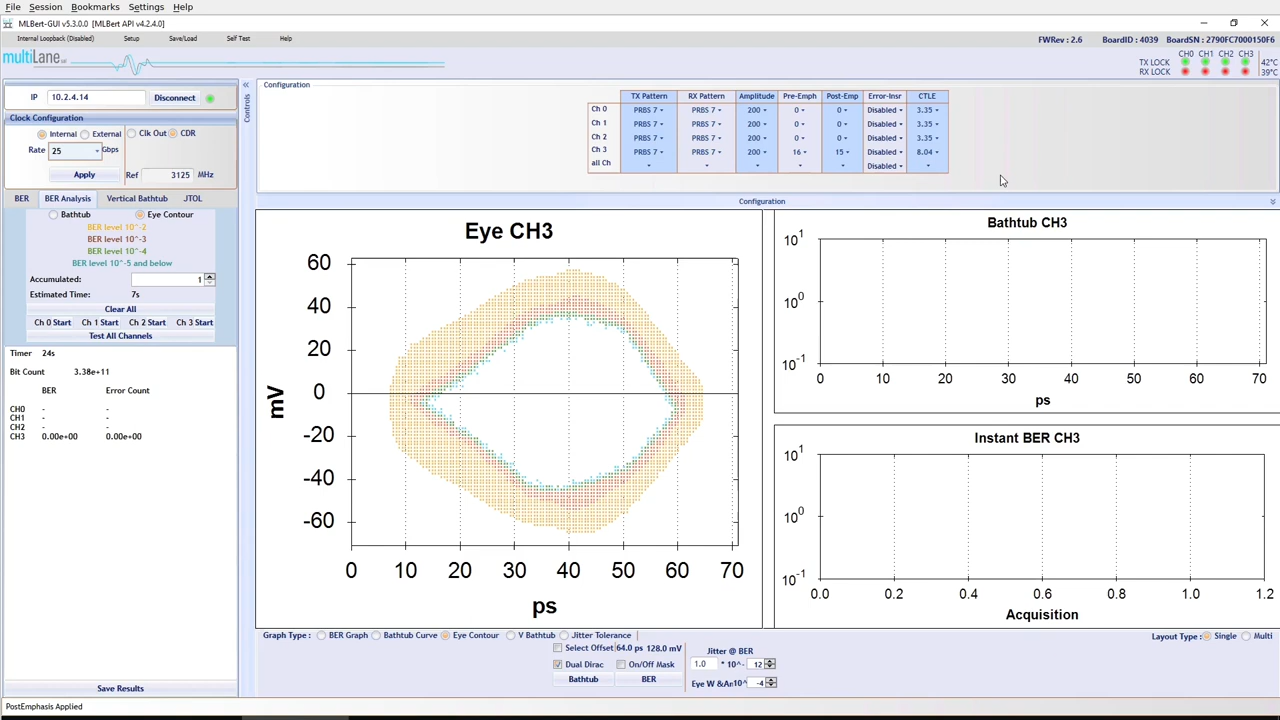 File Session Bookmarks Settings Help
MLBert-GUI v5.3.0.0 [MLBert API v4.2.4.0]
Internal Loopback (Disabled) Setup Save/Load Self Test Help FWRev : 2.6 BoardID : 4039 BoardSN : 2790FC7000150F6
multiLane
CH0 CH1 CH2 CH3
TX LOCK 42°C
RX LOCK 39°C
IP 10.2.4.14 Disconnect
Clock Configuration
Internal External Clk Out CDR
Rate 25 Gbps
Apply Ref 3125 MHz
BER BER Analysis Vertical Bathtub JTOL
Bathtub Eye Contour
BER level 10^-2
BER level 10^-3
BER level 10^-4
BER level 10^-5 and below
Accumulated: 1
Estimated Time: 7s
Clear All
Ch 0 Start Ch 1 Start Ch 2 Start Ch 3 Start
Test All Channels
Timer 24s
Bit Count 3.38e+11
BER Error Count
CH0 - -
CH1 - -
CH2 - -
CH3 0.00e+00 0.00e+00
Save Results
PostEmphasis Applied
Controls
Configuration
TX Pattern RX Pattern Amplitude Pre-Emph Post-Emp Error-Insr CTLE
Ch 0 PRBS 7 PRBS 7 200 0 0 Disabled 3.35
Ch 1 PRBS 7 PRBS 7 200 0 0 Disabled 3.35
Ch 2 PRBS 7 PRBS 7 200 0 0 Disabled 3.35
Ch 3 PRBS 7 PRBS 7 200 16 15 Disabled 8.04
all Ch Disabled
Configuration
Eye CH3
60
40
20
0
-20
-40
-60
mV
0 10 20 30 40 50 60 70
ps
Bathtub CH3
10^1
10^0
10^-1
0 10 20 30 40 50 60 70
ps
Instant BER CH3
10^1
10^0
10^-1
0.0 0.2 0.4 0.6 0.8 1.0 1.2
Acquisition
Graph Type : BER Graph Bathtub Curve Eye Contour V Bathtub Jitter Tolerance Layout Type : Single Multi
Select Offset 64.0 ps 128.0 mV
Dual Dirac On/Off Mask
Bathtub BER
Jitter @ BER
1.0 * 10^- 12
Eye W &Am 10^ -4